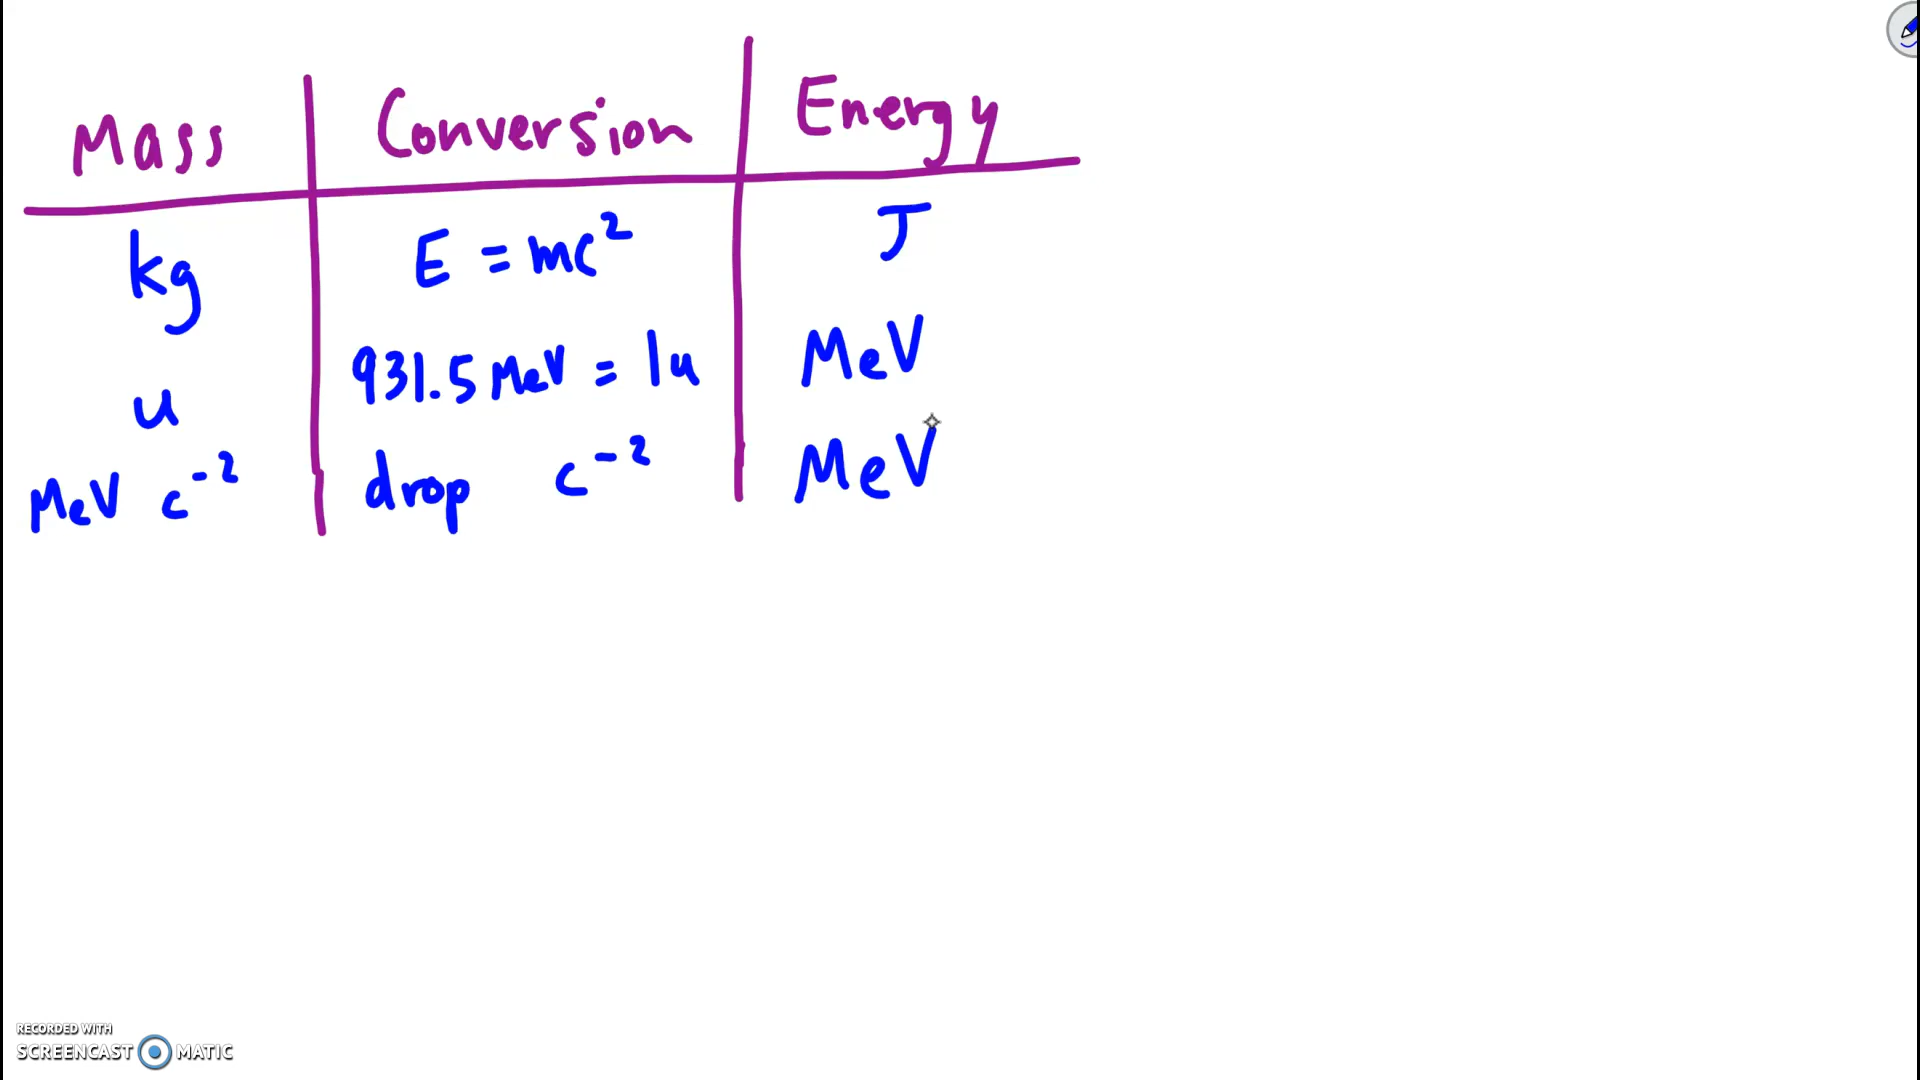 Mass Conversion Energy
kg E = mc² J
u 931.5 MeV = 1u MeV
MeV c⁻² drop c⁻² MeV
RECORDED WITH
SCREENCAST MATIC